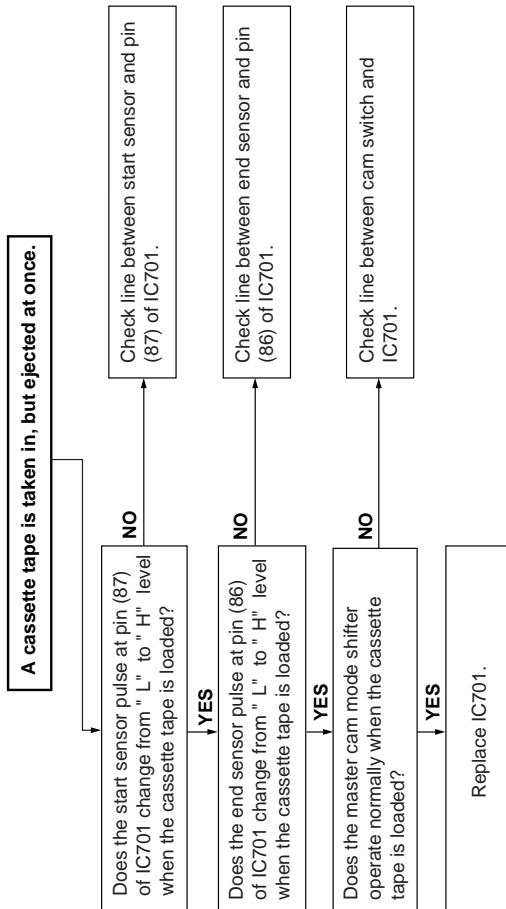 A cassette tape is taken in, but ejected at once.
Does the start sensor pulse at pin (87)
of IC701 change from " L" to " H" level
when the cassette tape is loaded?
NO
Check line between start sensor and pin
(87) of IC701.
YES
Does the end sensor pulse at pin (86)
of IC701 change from " L" to " H" level
when the cassette tape is loaded?
NO
Check line between end sensor and pin
(86) of IC701.
YES
Does the master cam mode shifter
operate normally when the cassette
tape is loaded?
NO
Check line between cam switch and
IC701.
YES
Replace IC701.